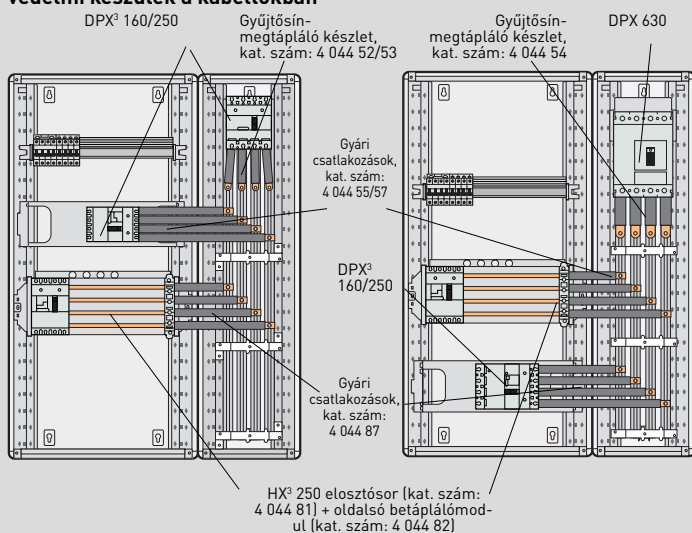 védelmi készülék a kábeltokban
DPX³ 160/250
Gyűjtősín-
megtápláló készlet,
kat. szám: 4 044 52/53
Gyűjtősín-
megtápláló készlet,
kat. szám: 4 044 54
DPX 630
Gyári
csatlakozások,
kat. szám:
4 044 55/57
DPX³
160/250
Gyári
csatlakozások,
kat. szám:
4 044 87
HX³ 250 elosztósor (kat. szám:
4 044 81) + oldalsó betáplálómod-
ul (kat. szám: 4 044 82)